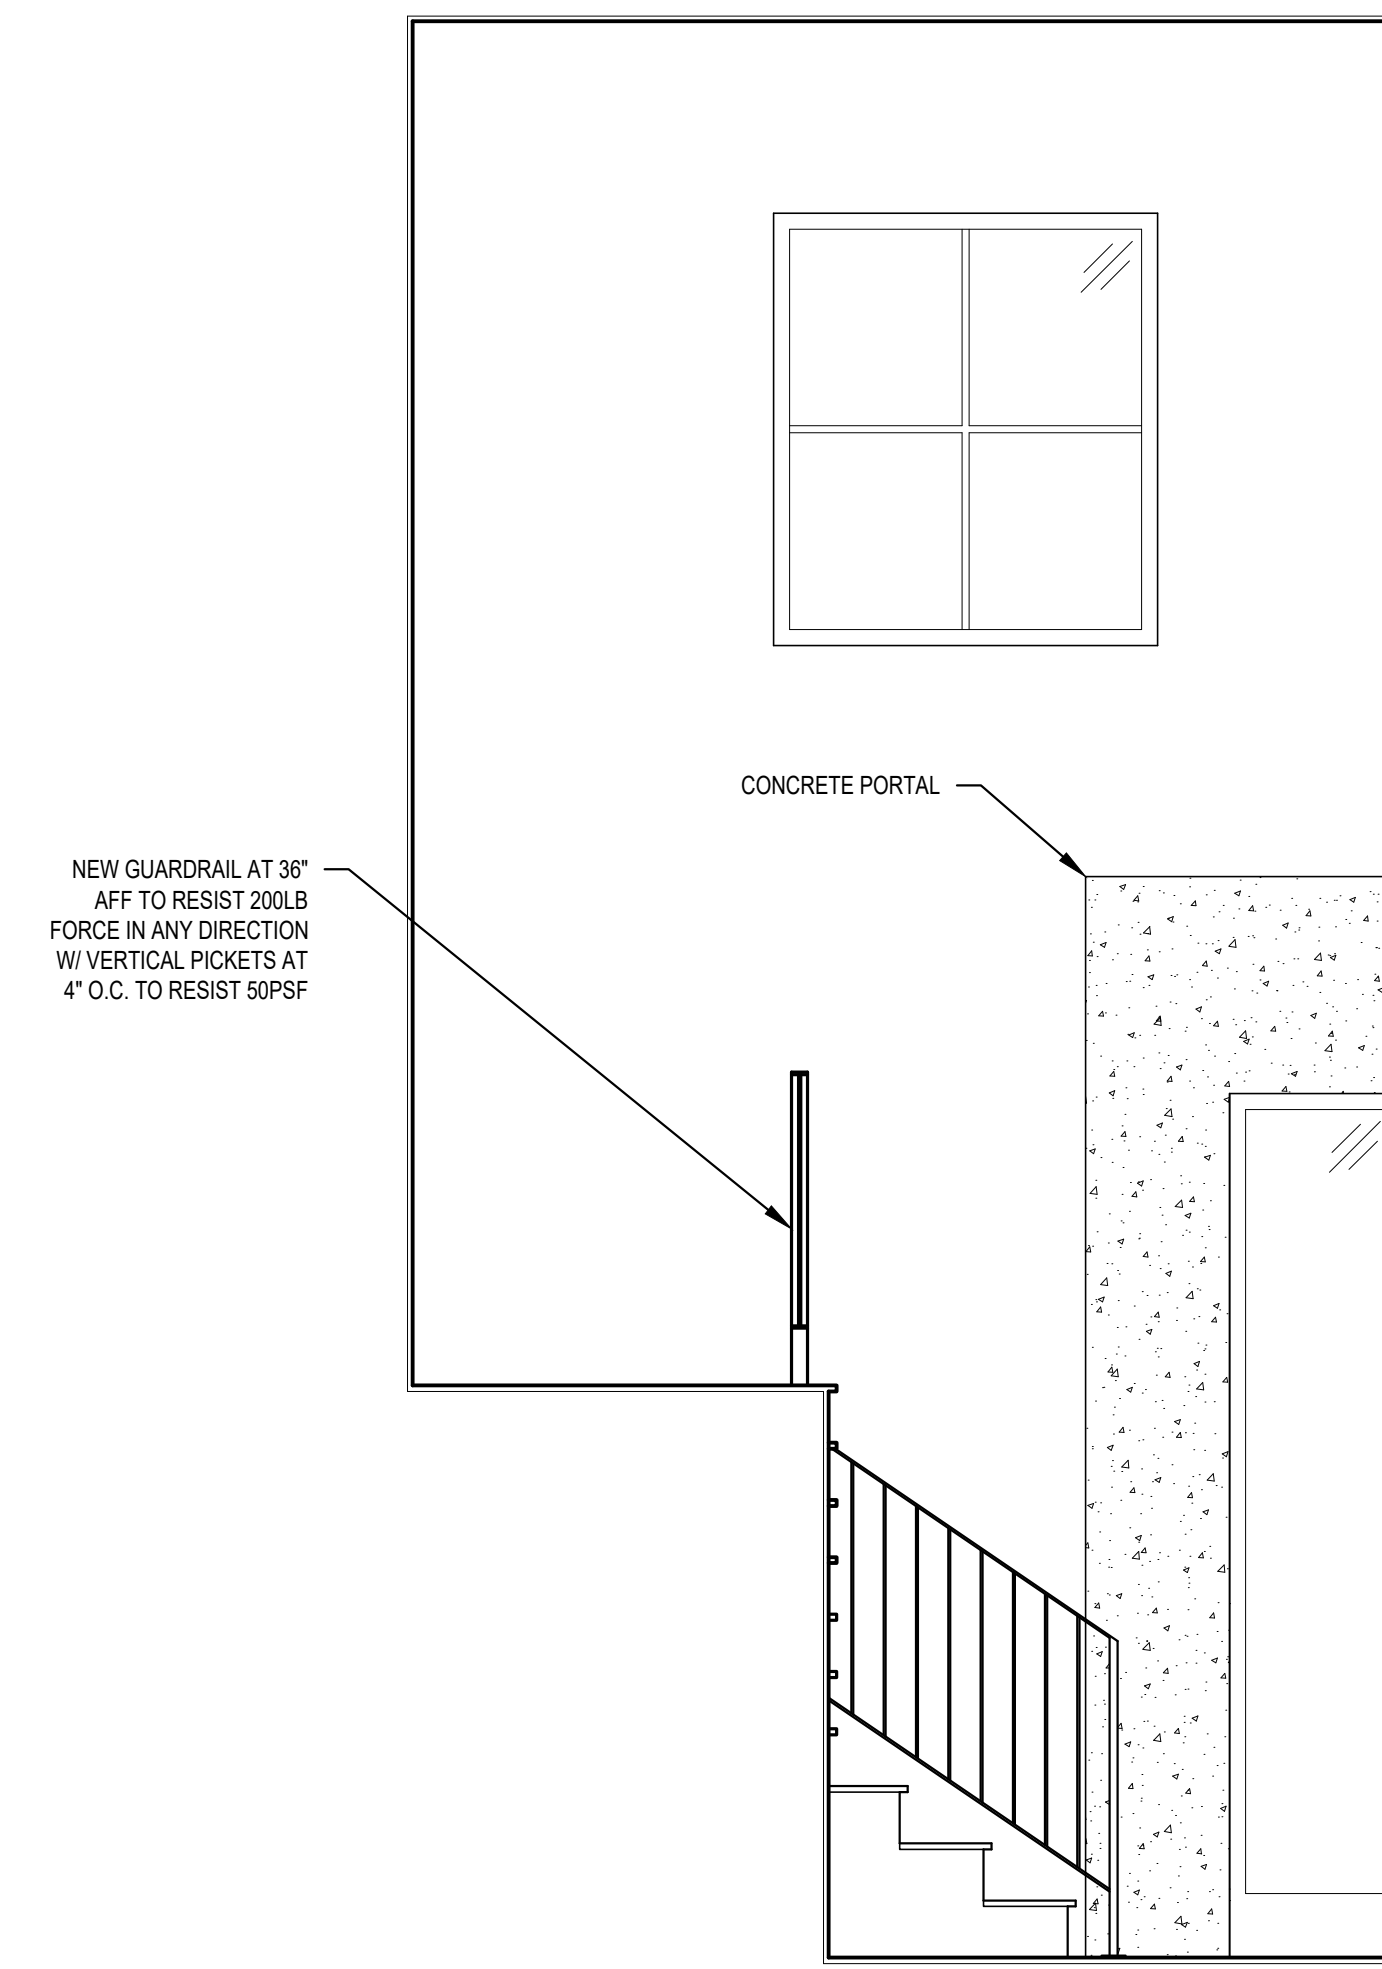 CONCRETE PORTAL
NEW GUARDRAIL AT 36"
AFF TO RESIST 200LB
FORCE IN ANY DIRECTION
W/ VERTICAL PICKETS AT
4" O.C. TO RESIST 50PSF